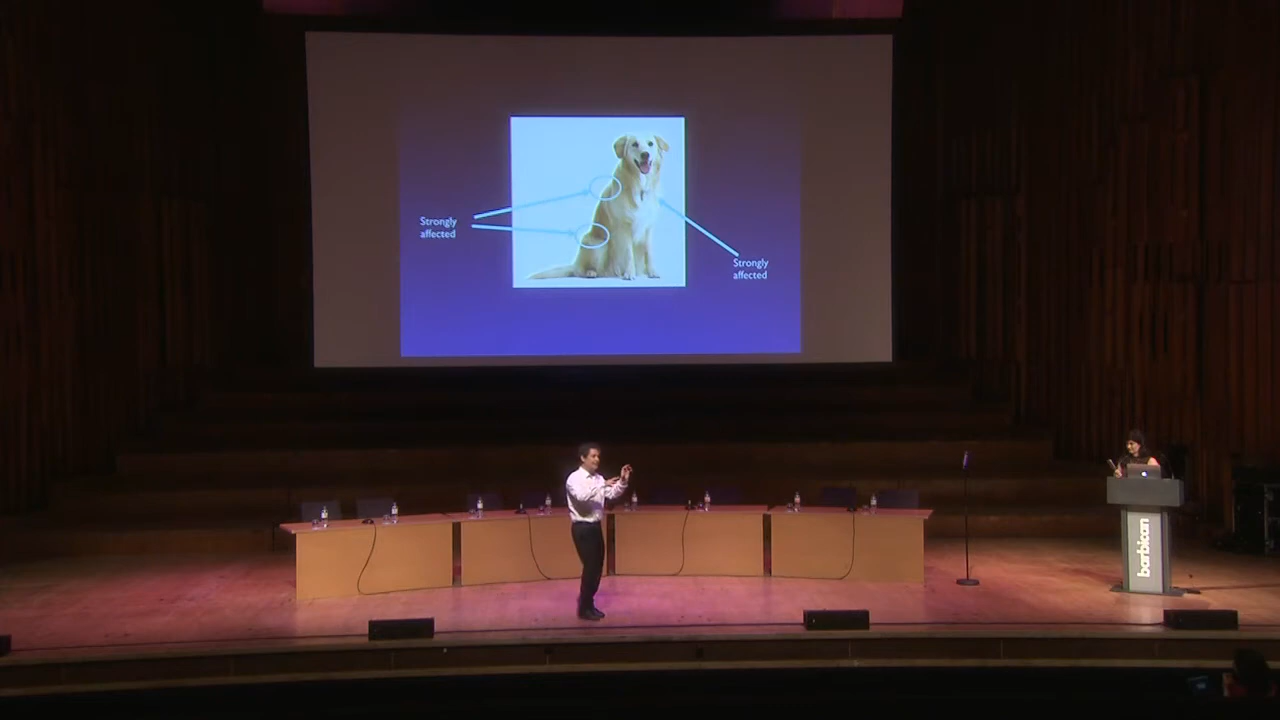 Strongly
affected
Strongly
affected
barbican